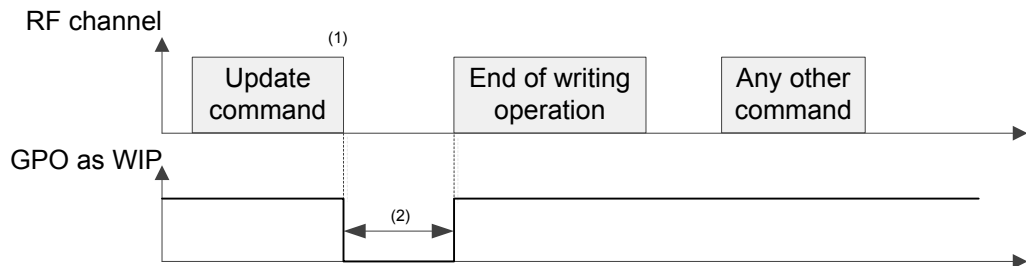 RF channel
(1)
Update
command
End of writing
operation
Any other
command
GPO as WIP
(2)